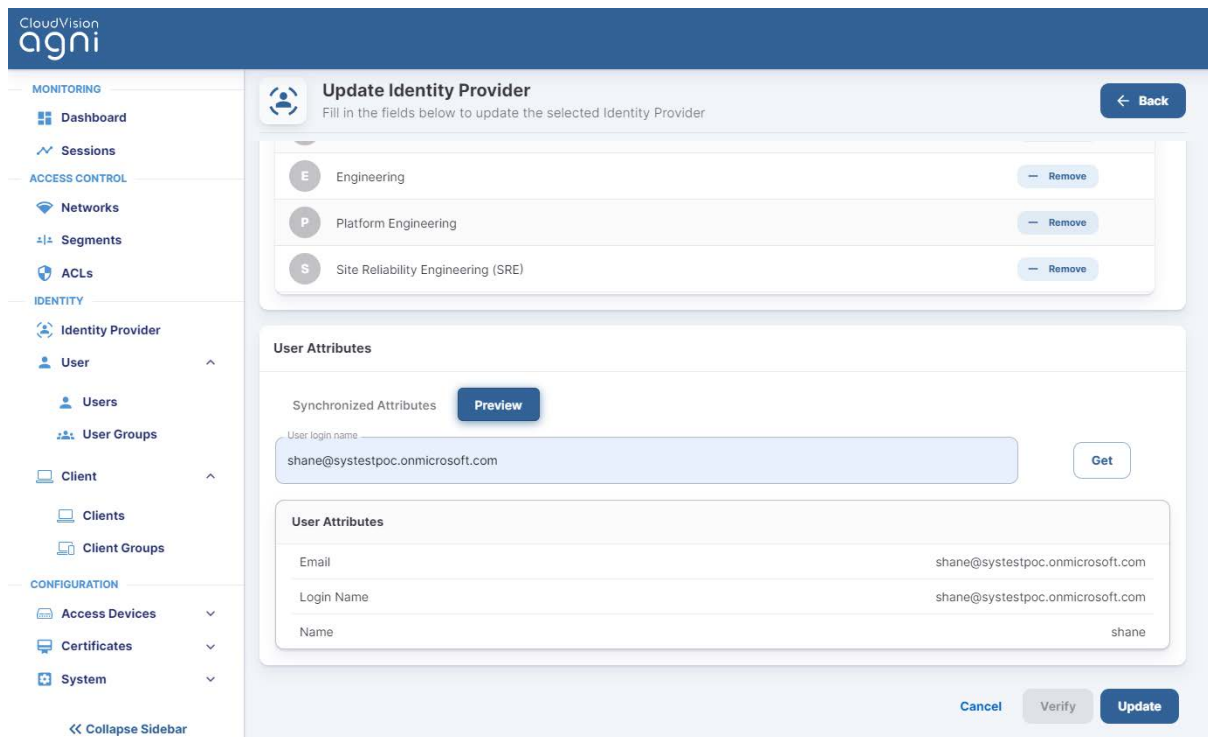 CloudVision
agni
MONITORING
Dashboard
Sessions
ACCESS CONTROL
Networks
Segments
ACLs
IDENTITY
Identity Provider
User
Users
User Groups
Client
Clients
Client Groups
CONFIGURATION
Access Devices
Certificates
System
Collapse Sidebar
Update Identity Provider
Fill in the fields below to update the selected Identity Provider
← Back
E Engineering — Remove
P Platform Engineering — Remove
S Site Reliability Engineering (SRE) — Remove
User Attributes
Synchronized Attributes Preview
User login name
shane@systestpoc.onmicrosoft.com Get
User Attributes
Email shane@systestpoc.onmicrosoft.com
Login Name shane@systestpoc.onmicrosoft.com
Name shane
Cancel Verify Update